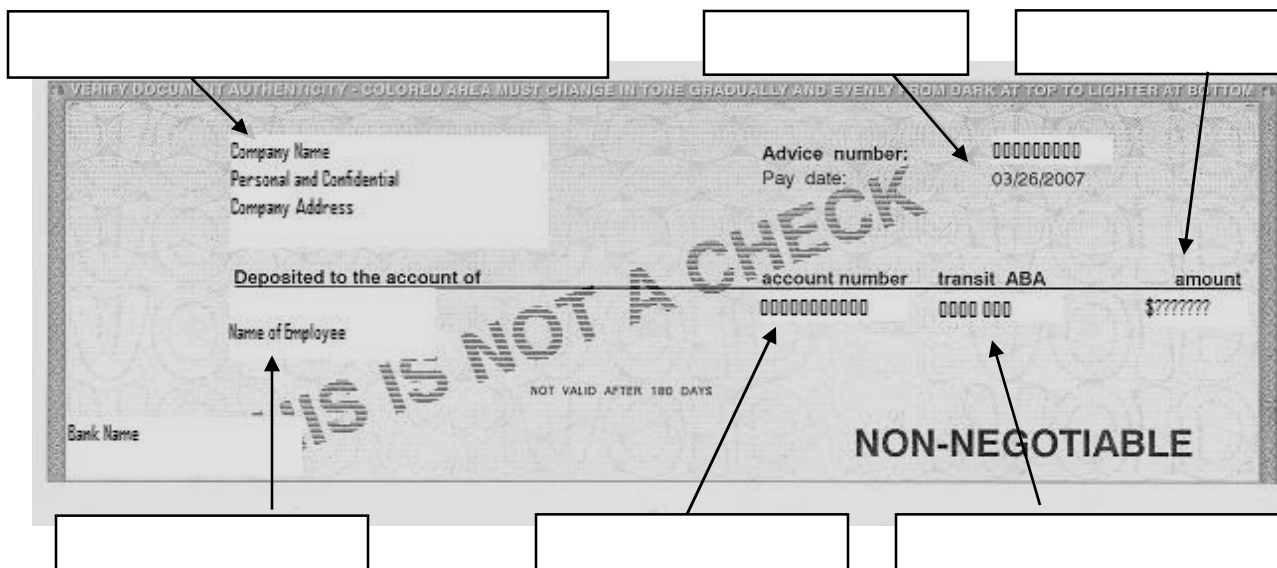 VERIFY DOCUMENT AUTHENTICITY - COLORED AREA MUST CHANGE IN TONE GRADUALLY AND EVENLY FROM DARK AT TOP TO LIGHTER AT BOTTOM
Company Name
Personal and Confidential
Company Address
Advice number: 000000000
Pay date: 03/26/2007
THIS IS NOT A CHECK
Deposited to the account of account number transit ABA amount
00000000000 0000 000 $???????
Name of Employee
NOT VALID AFTER 180 DAYS
Bank Name
NON-NEGOTIABLE